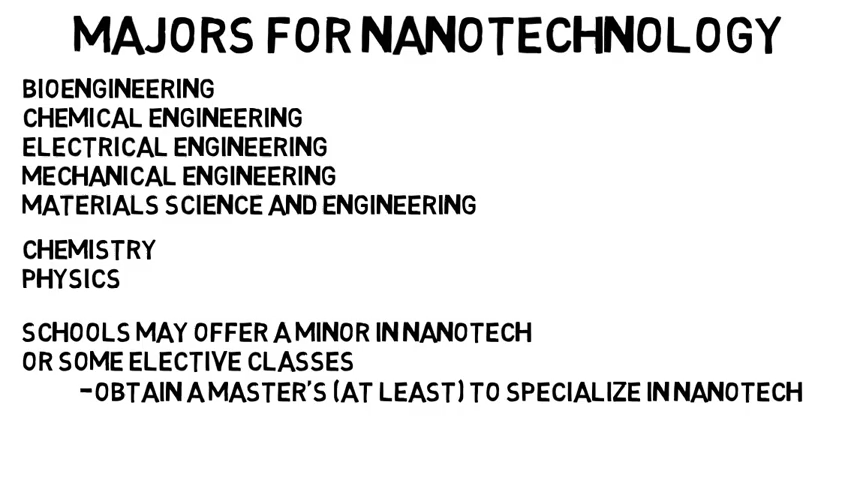 MAJORS FOR NANOTECHNOLOGY
BIOENGINEERING
CHEMICAL ENGINEERING
ELECTRICAL ENGINEERING
MECHANICAL ENGINEERING
MATERIALS SCIENCE AND ENGINEERING
CHEMISTRY
PHYSICS
SCHOOLS MAY OFFER A MINOR IN NANOTECH
OR SOME ELECTIVE CLASSES
-OBTAIN A MASTER'S (AT LEAST) TO SPECIALIZE IN NANOTECH